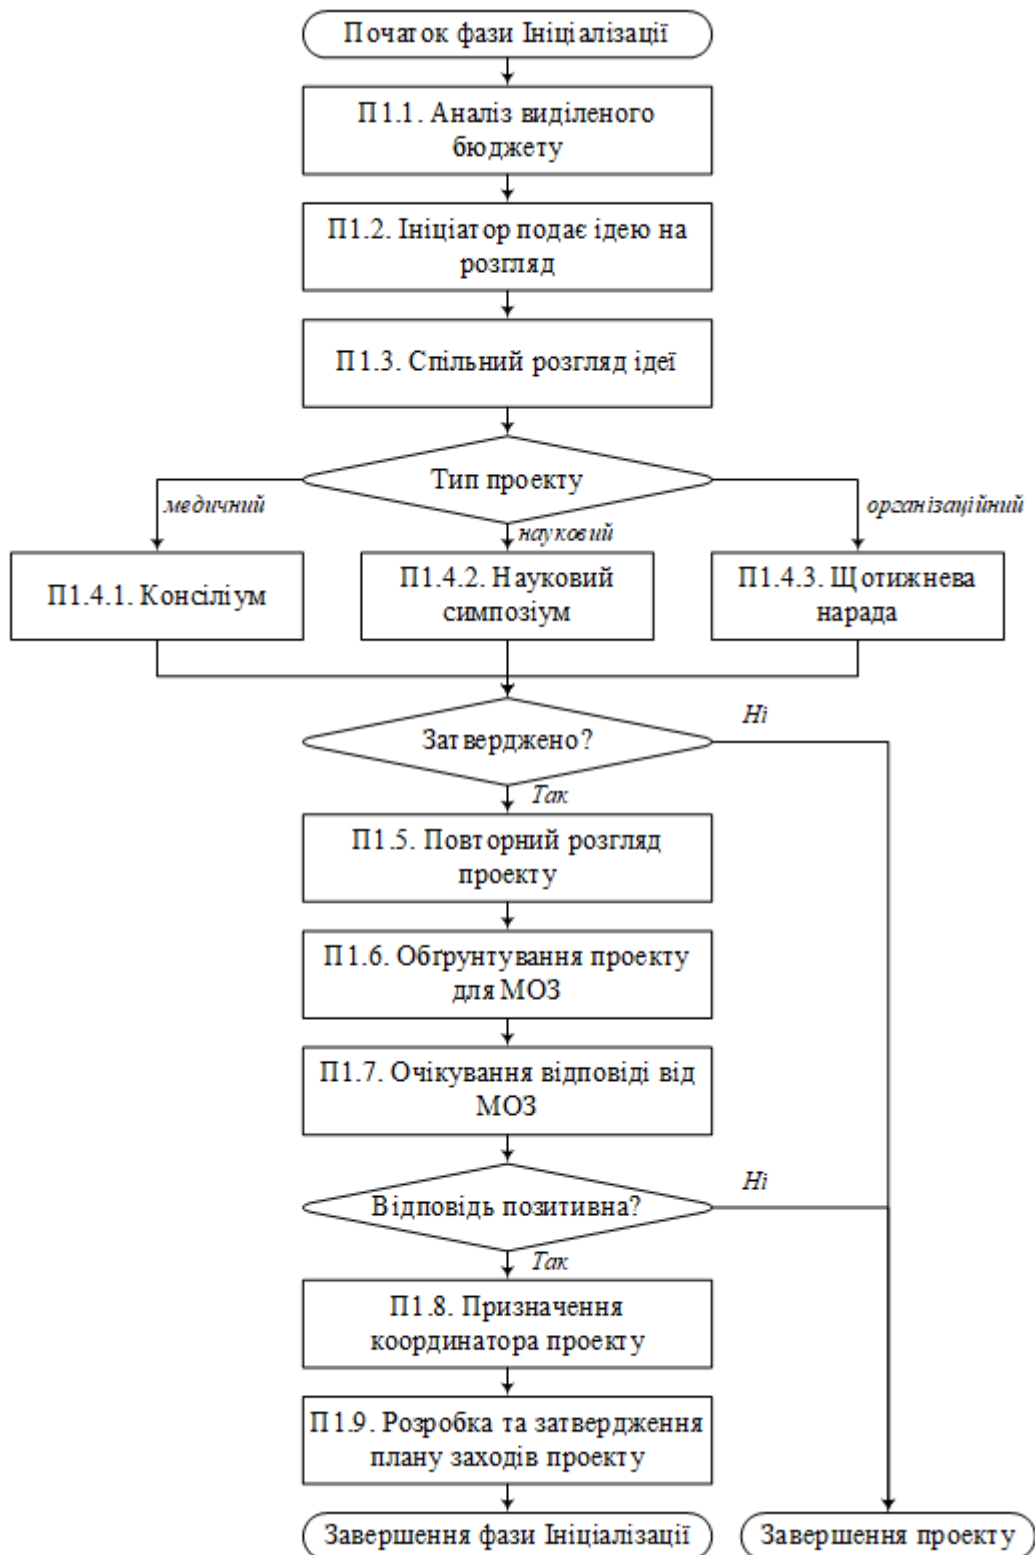 Початок фази Ініціалізації
П1.1. Аналіз виділеного
бюджету
П1.2. Ініціатор подає ідею на
розгляд
П1.3. Спільний розгляд ідеї
Тип проекту
медичний
науковий
організаційний
П1.4.1. Консіліум
П1.4.2. Науковий
симпозіум
П1.4.3. Щотижнева
нарада
Затверджено?
Ні
Так
П1.5. Повторний розгляд
проекту
П1.6. Обґрунтування проекту
для МОЗ
П1.7. Очікування відповіді від
МОЗ
Відповідь позитивна?
Ні
Так
П1.8. Призначення
координатора проекту
П1.9. Розробка та затвердження
плану заходів проекту
Завершення фази Ініціалізації
Завершення проекту